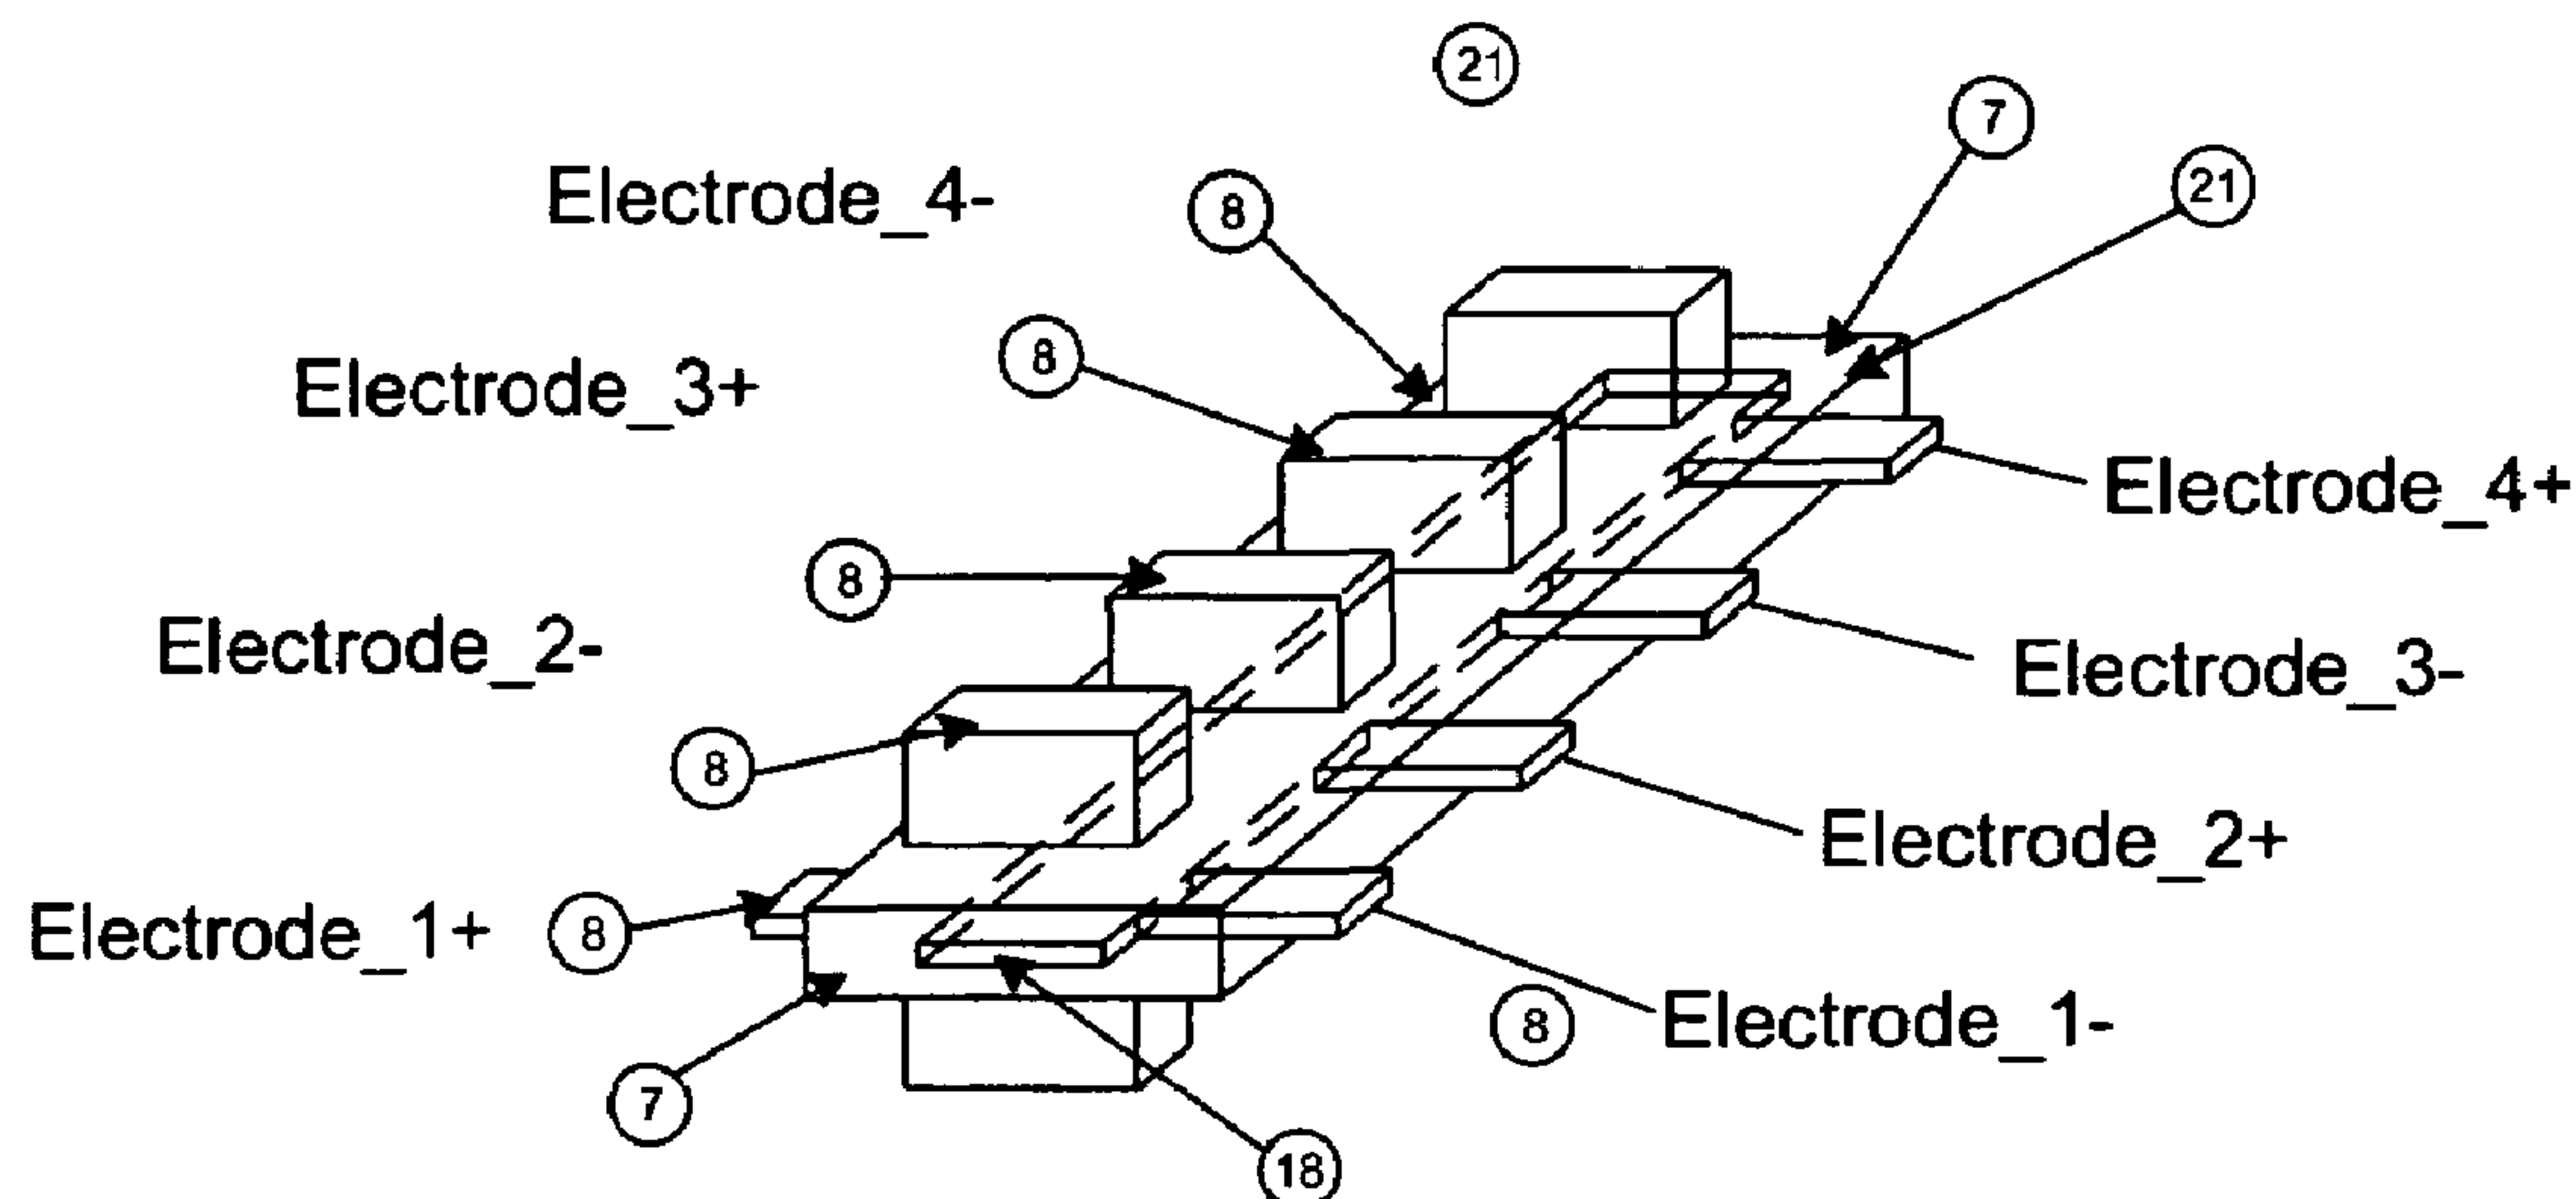 21
7
Electrode_4-
8
21
Electrode_3+
8
Electrode_4+
8
Electrode_2-
Electrode_3-
8
Electrode_2+
Electrode_1+
8
8
Electrode_1-
7
18